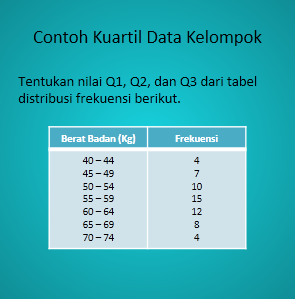 Contoh Kuartil Data Kelompok
Tentukan nilai Q1, Q2, dan Q3 dari tabel
distribusi frekuensi berikut.
Berat Badan (Kg) Frekuensi
40 – 44 4
45 – 49 7
50 – 54 10
55 – 59 15
60 – 64 12
65 – 69 8
70 – 74 4